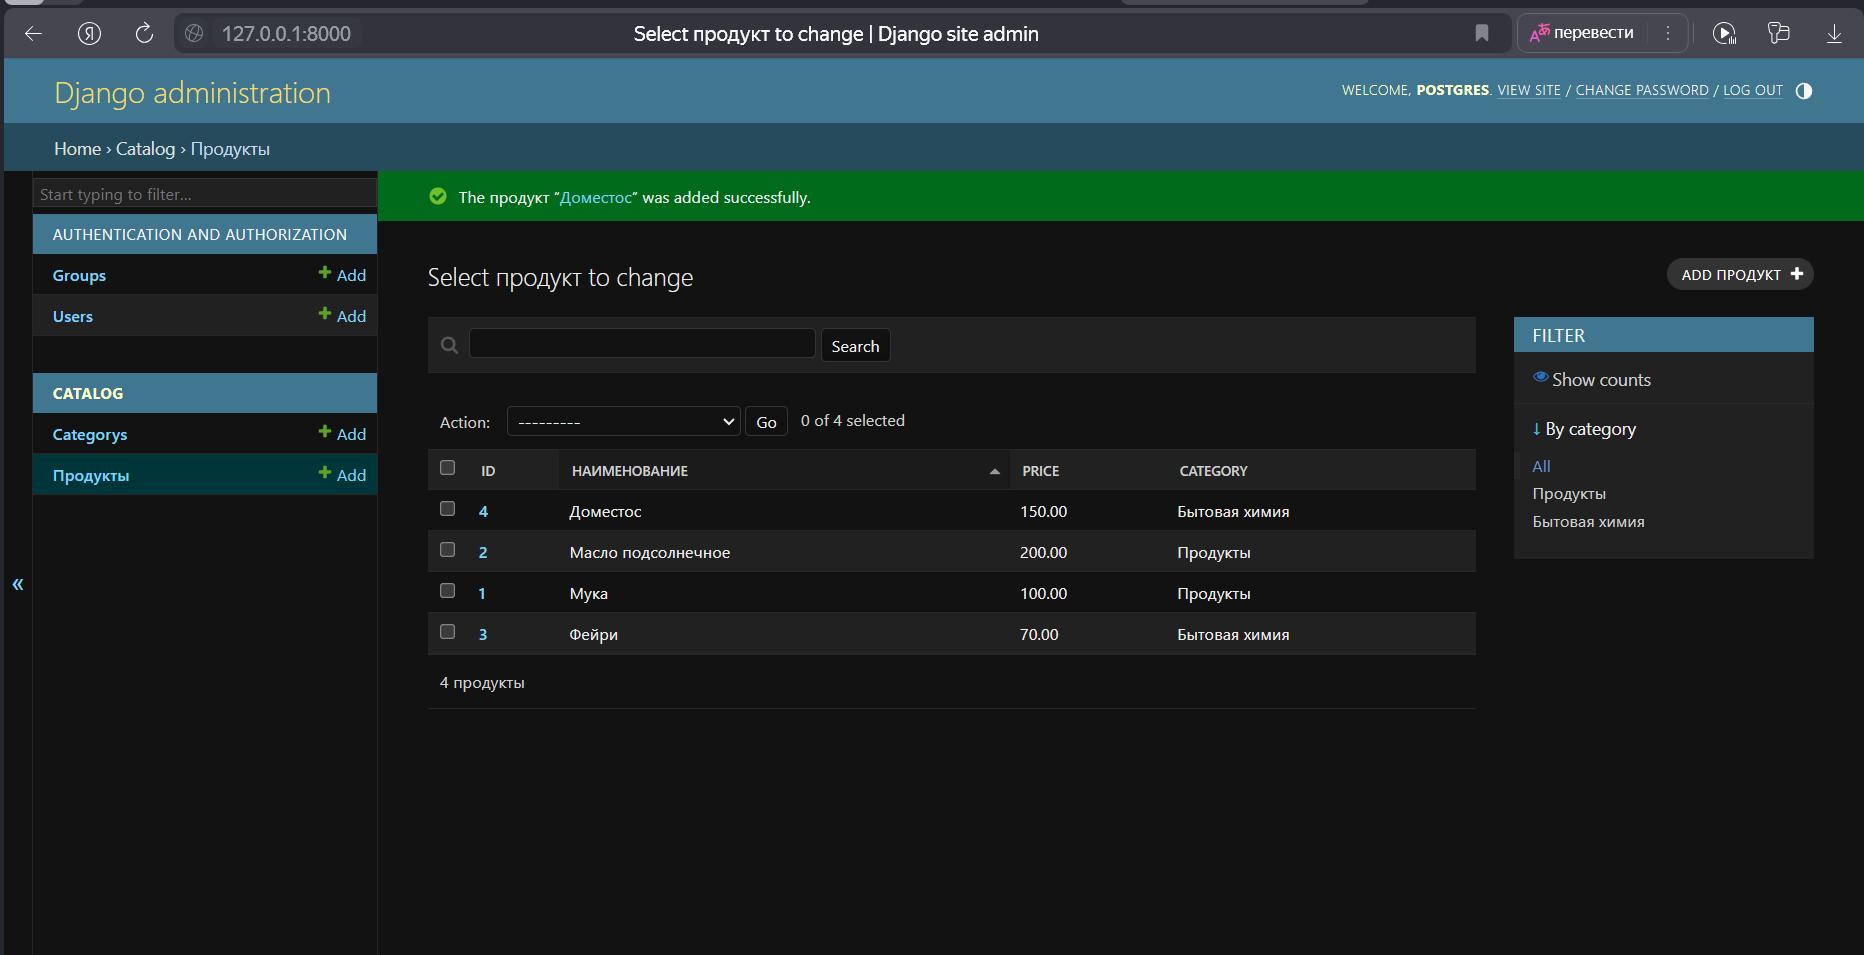 127.0.0.1:8000 Select продукт to change | Django site admin перевести
Django administration
WELCOME, POSTGRES. VIEW SITE / CHANGE PASSWORD / LOG OUT
Home › Catalog › Продукты
Start typing to filter...
AUTHENTICATION AND AUTHORIZATION
Groups + Add
Users + Add
CATALOG
Categorys + Add
Продукты + Add
«
The продукт “Доместос” was added successfully.
Select продукт to change
ADD ПРОДУКТ +
Search
Action: --------- Go 0 of 4 selected
ID НАИМЕНОВАНИЕ PRICE CATEGORY
4 Доместос 150.00 Бытовая химия
2 Масло подсолнечное 200.00 Продукты
1 Мука 100.00 Продукты
3 Фейри 70.00 Бытовая химия
4 продукты
FILTER
Show counts
↓ By category
All
Продукты
Бытовая химия